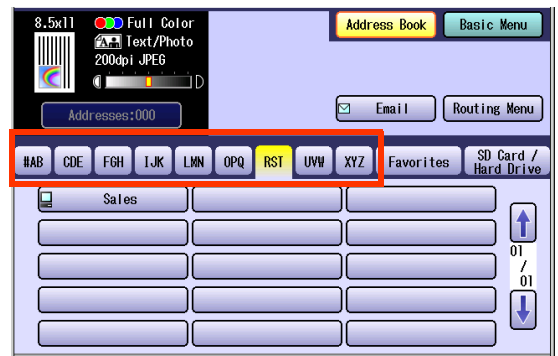 8.5x11 Full Color
Address Book Basic Menu
A Text/Photo
200dpi JPEG
D
Addresses:000
Email Routing Menu
#AB CDE FGH IJK LMN OPQ RST UVW XYZ Favorites SD Card / Hard Drive
Sales
01
/
01